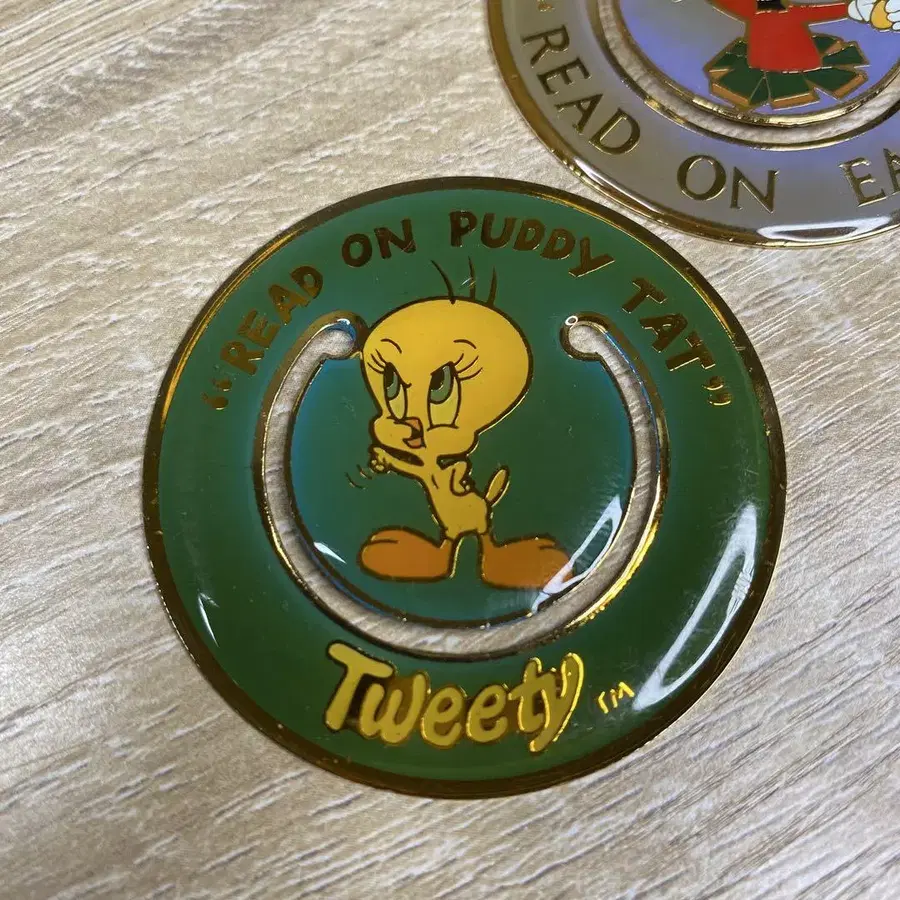 “READ ON
“READ ON PUDDY TAT”
Tweety TM